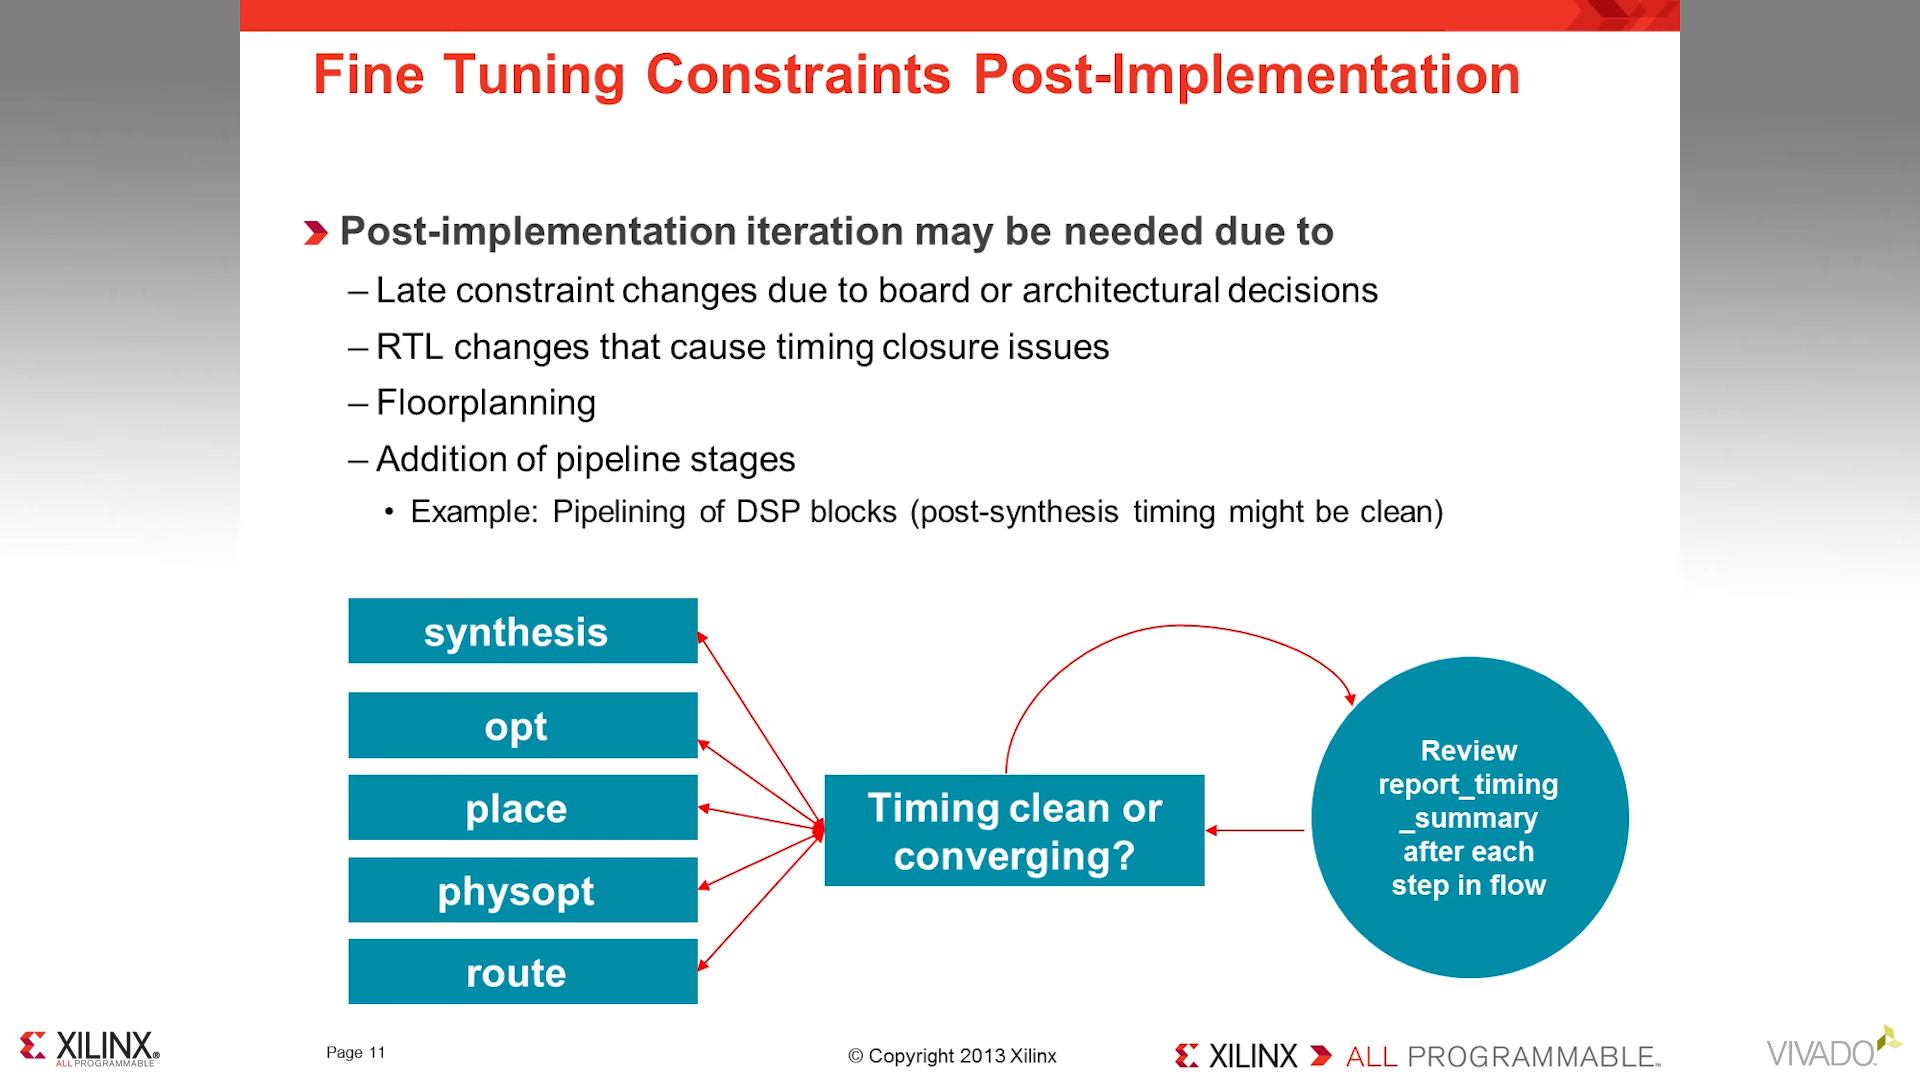 Fine Tuning Constraints Post-Implementation
Post-implementation iteration may be needed due to
– Late constraint changes due to board or architectural decisions
– RTL changes that cause timing closure issues
– Floorplanning
– Addition of pipeline stages
• Example: Pipelining of DSP blocks (post-synthesis timing might be clean)
synthesis
opt
place
physopt
route
Timing clean or
converging?
Review
report_timing
_summary
after each
step in flow
XILINX®
ALL PROGRAMMABLE
Page 11
© Copyright 2013 Xilinx
XILINX ALL PROGRAMMABLE™
VIVADO™